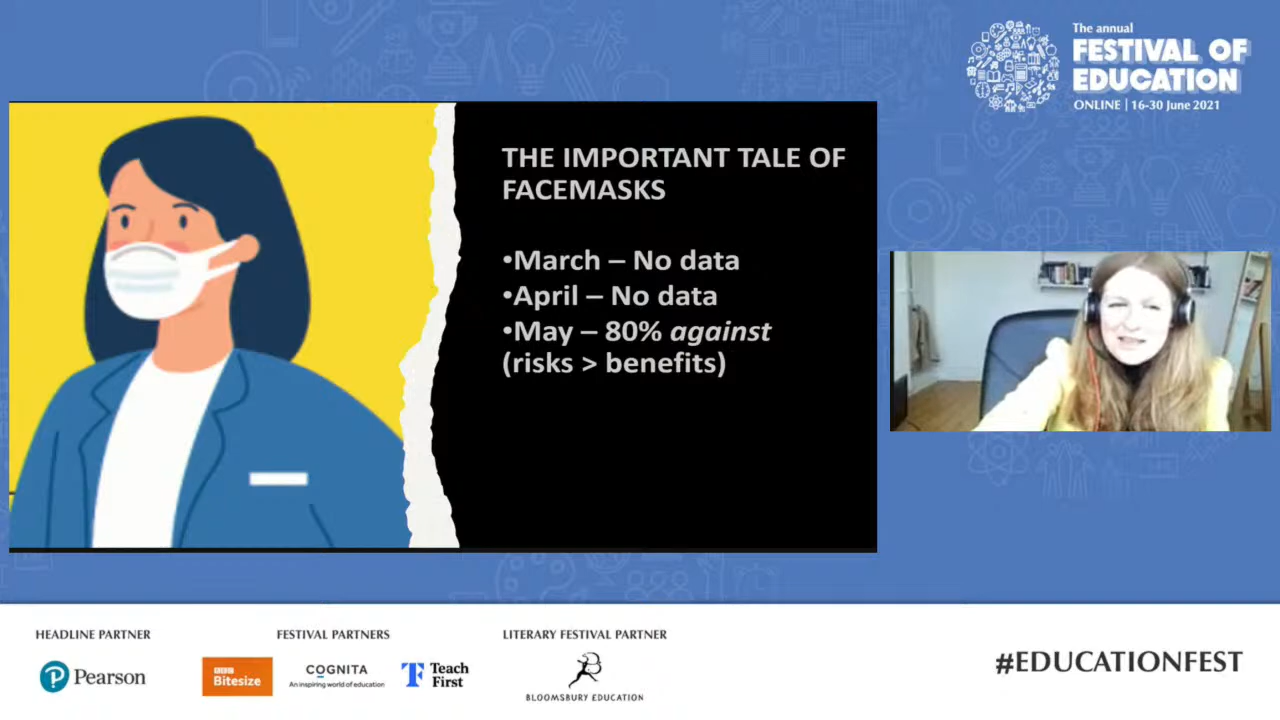 The annual
FESTIVAL OF
EDUCATION
ONLINE | 16-30 June 2021
THE IMPORTANT TALE OF
FACEMASKS
•March – No data
•April – No data
•May – 80% against
(risks > benefits)
HEADLINE PARTNER
FESTIVAL PARTNERS
LITERARY FESTIVAL PARTNER
Pearson
BBC
Bitesize
COGNITA
An inspiring world of education
Teach
First
BLOOMSBURY EDUCATION
#EDUCATIONFEST